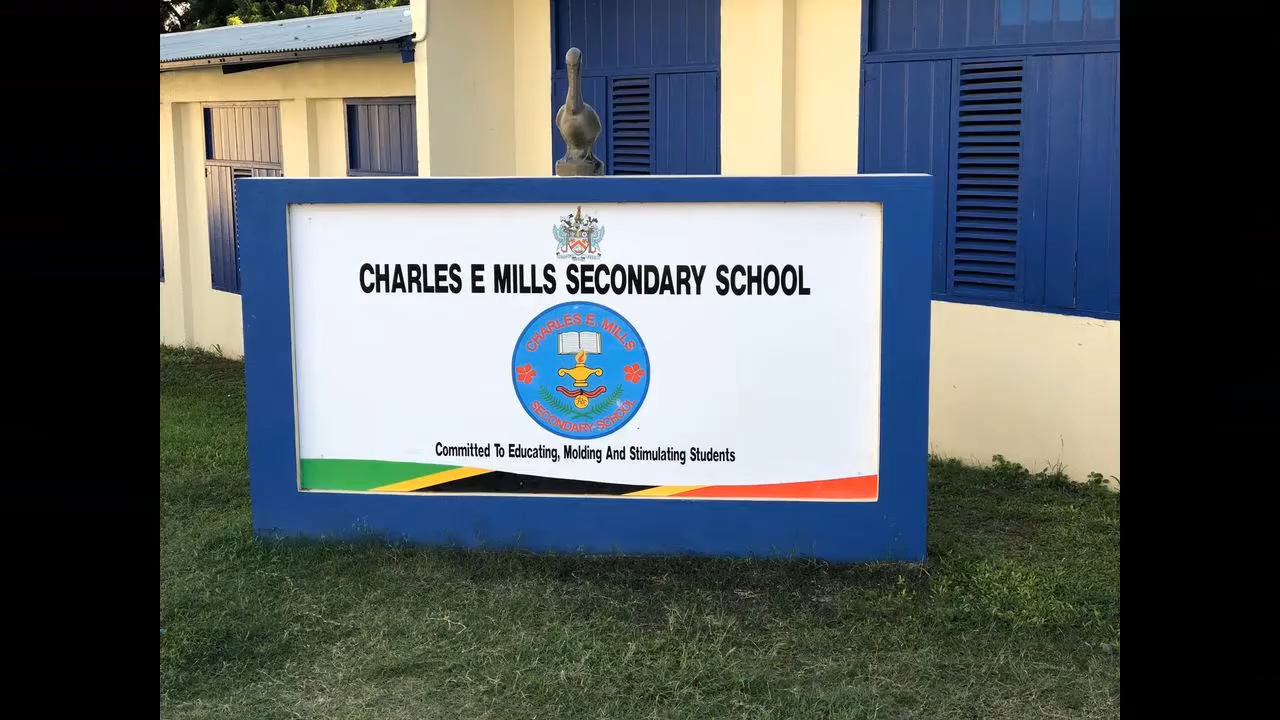 CHARLES E MILLS SECONDARY SCHOOL
CHARLES E. MILLS
SECONDARY-SCHOOL
Committed To Educating, Molding And Stimulating Students